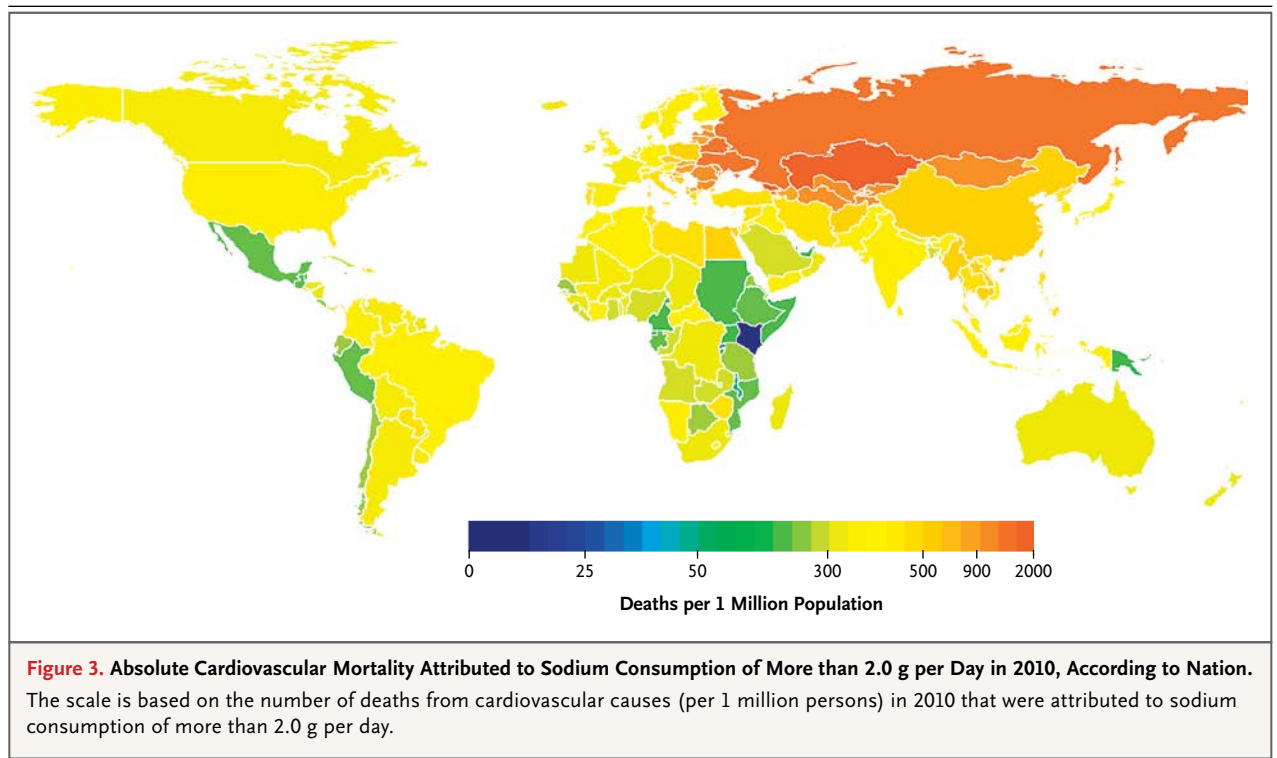 0
25
50
300
500
900
2000
Deaths per 1 Million Population
Figure 3. Absolute Cardiovascular Mortality Attributed to Sodium Consumption of More than 2.0 g per Day in 2010, According to Nation.
The scale is based on the number of deaths from cardiovascular causes (per 1 million persons) in 2010 that were attributed to sodium
consumption of more than 2.0 g per day.